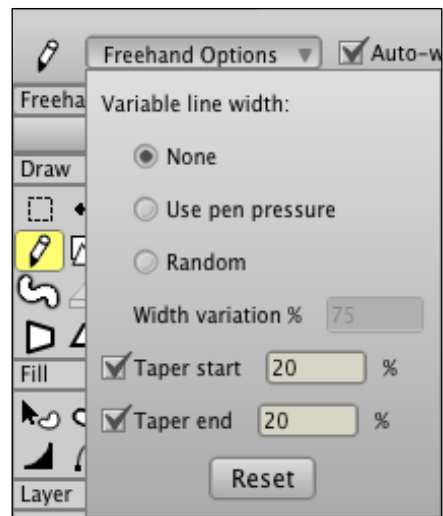 Freehand Options
Auto-w
Freeha
Variable line width:
None
Draw
Use pen pressure
Random
Width variation % 75
Fill
Taper start 20 %
Taper end 20 %
Reset
Layer